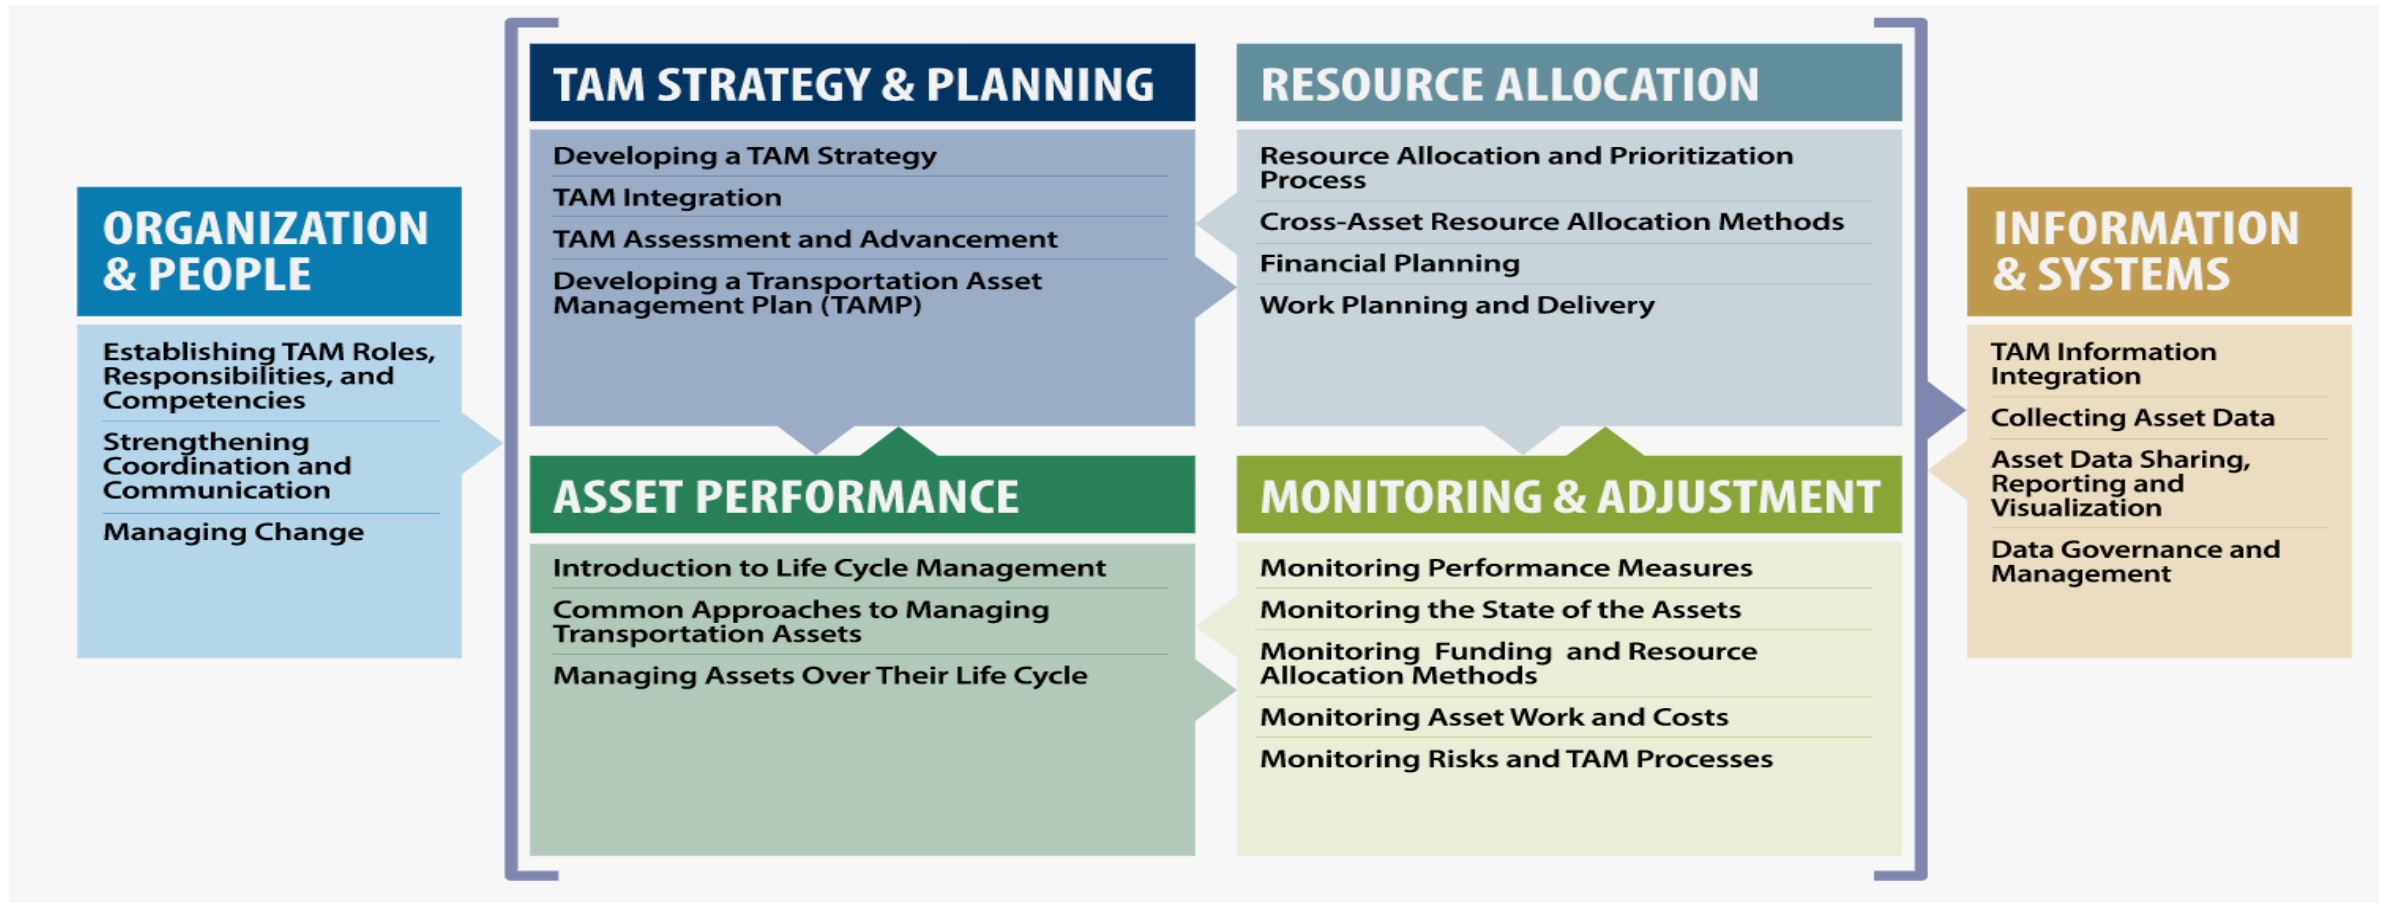 ORGANIZATION
& PEOPLE
Establishing TAM Roles,
Responsibilities, and
Competencies
Strengthening
Coordination and
Communication
Managing Change
TAM STRATEGY & PLANNING
Developing a TAM Strategy
TAM Integration
TAM Assessment and Advancement
Developing a Transportation Asset
Management Plan (TAMP)
RESOURCE ALLOCATION
Resource Allocation and Prioritization
Process
Cross-Asset Resource Allocation Methods
Financial Planning
Work Planning and Delivery
ASSET PERFORMANCE
Introduction to Life Cycle Management
Common Approaches to Managing
Transportation Assets
Managing Assets Over Their Life Cycle
MONITORING & ADJUSTMENT
Monitoring Performance Measures
Monitoring the State of the Assets
Monitoring Funding and Resource
Allocation Methods
Monitoring Asset Work and Costs
Monitoring Risks and TAM Processes
INFORMATION
& SYSTEMS
TAM Information
Integration
Collecting Asset Data
Asset Data Sharing,
Reporting and
Visualization
Data Governance and
Management